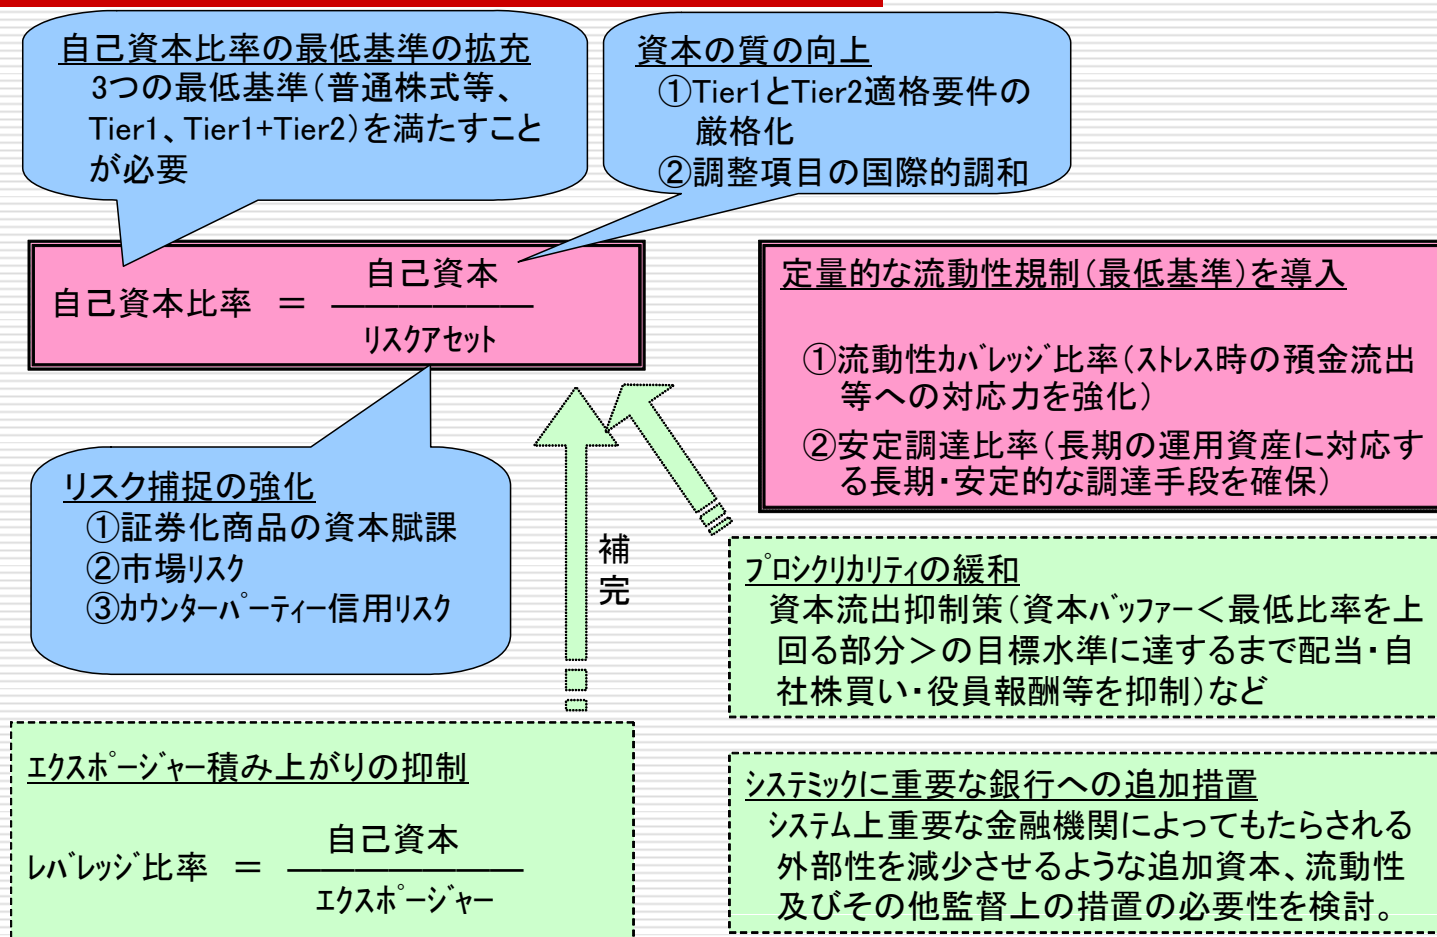 自己資本比率の最低基準の拡充
3つの最低基準(普通株式等、
Tier1、Tier1+Tier2)を満たすこと
が必要
資本の質の向上
①Tier1とTier2適格要件の
厳格化
②調整項目の国際的調和
自己資本比率 = 自己資本
リスクアセット
定量的な流動性規制(最低基準)を導入
①流動性ｶﾊﾞﾚｯｼﾞ比率(ｽﾄﾚｽ時の預金流出
等への対応力を強化)
②安定調達比率(長期の運用資産に対応す
る長期・安定的な調達手段を確保)
リスク捕捉の強化
①証券化商品の資本賦課
②市場ﾘｽｸ
③ｶｳﾝﾀｰﾊﾟｰﾃｨｰ信用ﾘｽｸ
補
完
ﾌﾟﾛｼｸﾘｶﾘﾃｨの緩和
資本流出抑制策(資本ﾊﾞｯﾌｧｰ<最低比率を上
回る部分>の目標水準に達するまで配当・自
社株買い・役員報酬等を抑制)など
ｴｸｽﾎﾟｰｼﾞｬｰ積み上がりの抑制
ﾚﾊﾞﾚｯｼﾞ比率 = 自己資本
ｴｸｽﾎﾟｰｼﾞｬｰ
ｼｽﾃﾐｯｸに重要な銀行への追加措置
ｼｽﾃﾑ上重要な金融機関によってもたらされる
外部性を減少させるような追加資本、流動性
及びその他監督上の措置の必要性を検討。